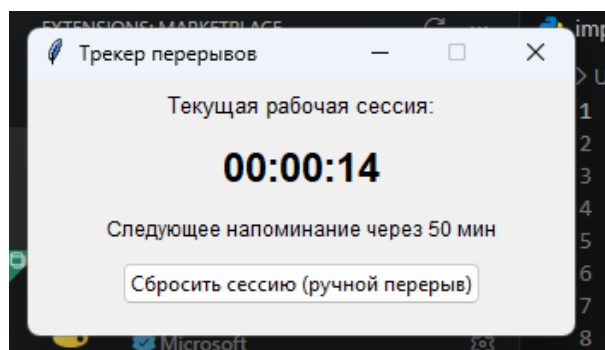 EXTENSIONS: MARKETPLACE
Трекер перерывов
imp
Текущая рабочая сессия:
00:00:14
Следующее напоминание через 50 мин
Сбросить сессию (ручной перерыв)
Microsoft
> U
1
2
3
4
5
6
7
8